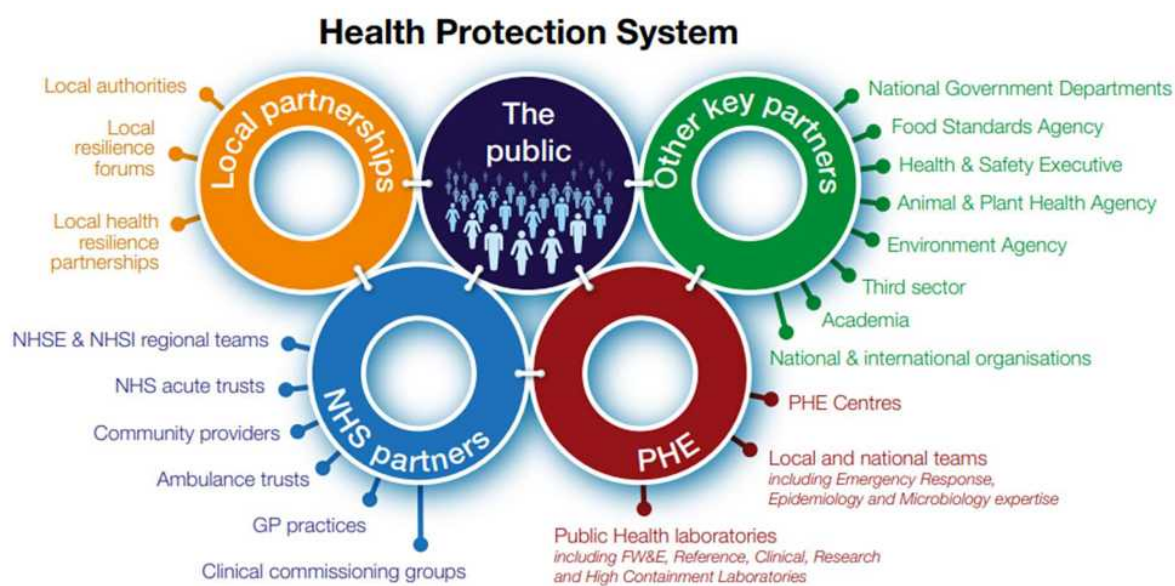 Health Protection System
Local partnerships
Local authorities
Local
resilience
forums
Local health
resilience
partnerships
The
public
Other key partners
National Government Departments
Food Standards Agency
Health & Safety Executive
Animal & Plant Health Agency
Environment Agency
Third sector
Academia
National & international organisations
NHS partners
NHSE & NHSI regional teams
NHS acute trusts
Community providers
Ambulance trusts
GP practices
Clinical commissioning groups
PHE
PHE Centres
Local and national teams
including Emergency Response,
Epidemiology and Microbiology expertise
Public Health laboratories
including FW&E, Reference, Clinical, Research
and High Containment Laboratories